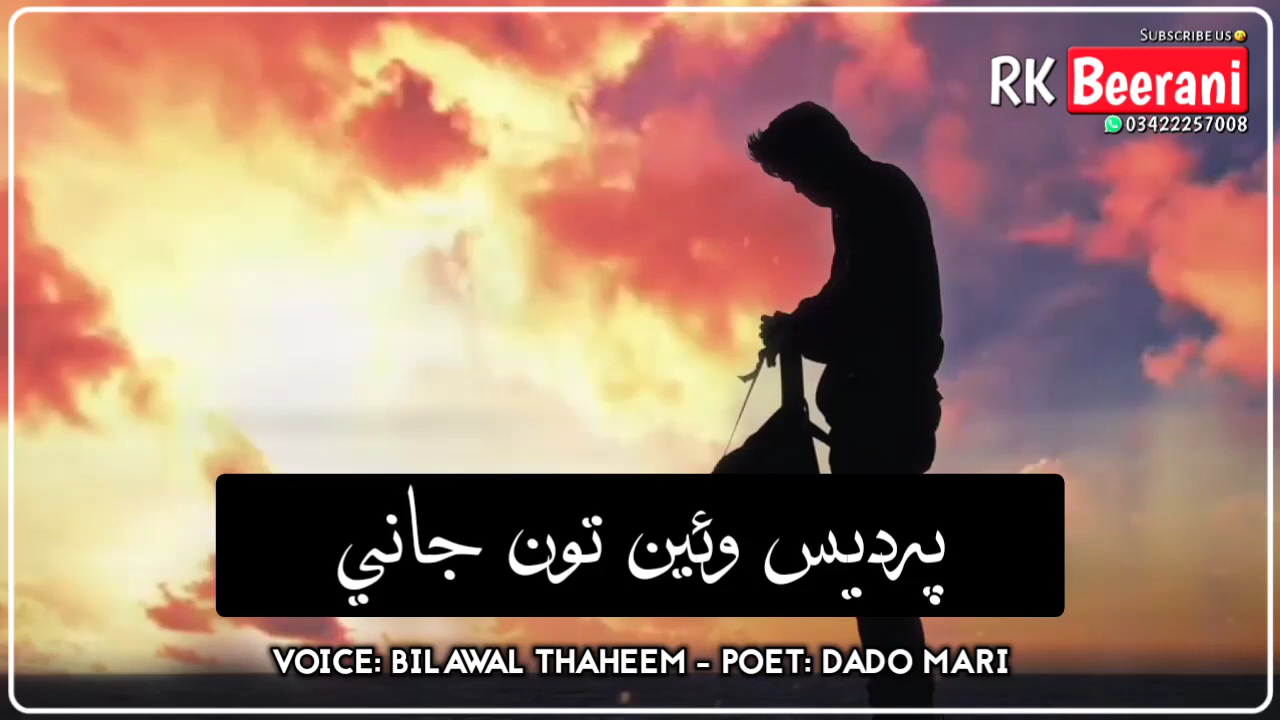 SUBSCRIBE US😘
RK Beerani
03422257008
پرديس وئين تون جاني
VOICE: BILAWAL THAHEEM - POET: DADO MARI